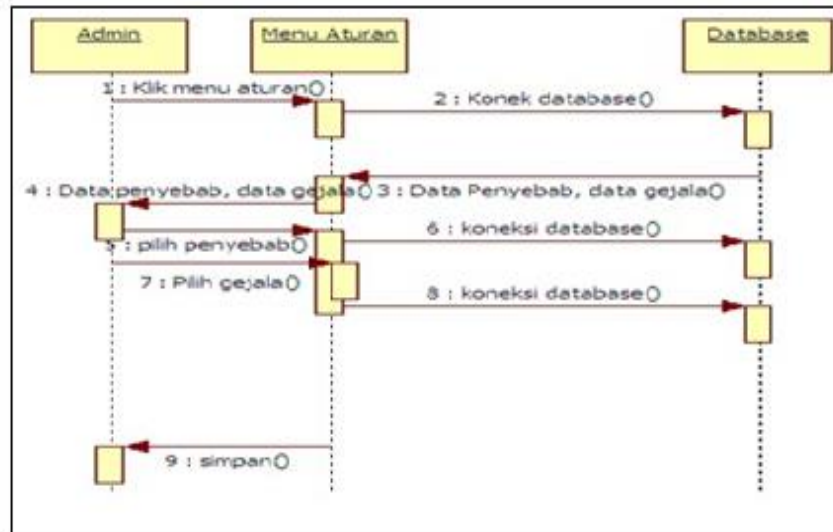 Admin
Menu Aturan
Database
1 : Klik menu aturan()
2 : Konek database()
4 : Data penyebab, data gejala()
3 : Data Penyebab, data gejala()
5 : pilih penyebab()
6 : koneksi database()
7 : Pilih gejala()
8 : koneksi database()
9 : simpan()